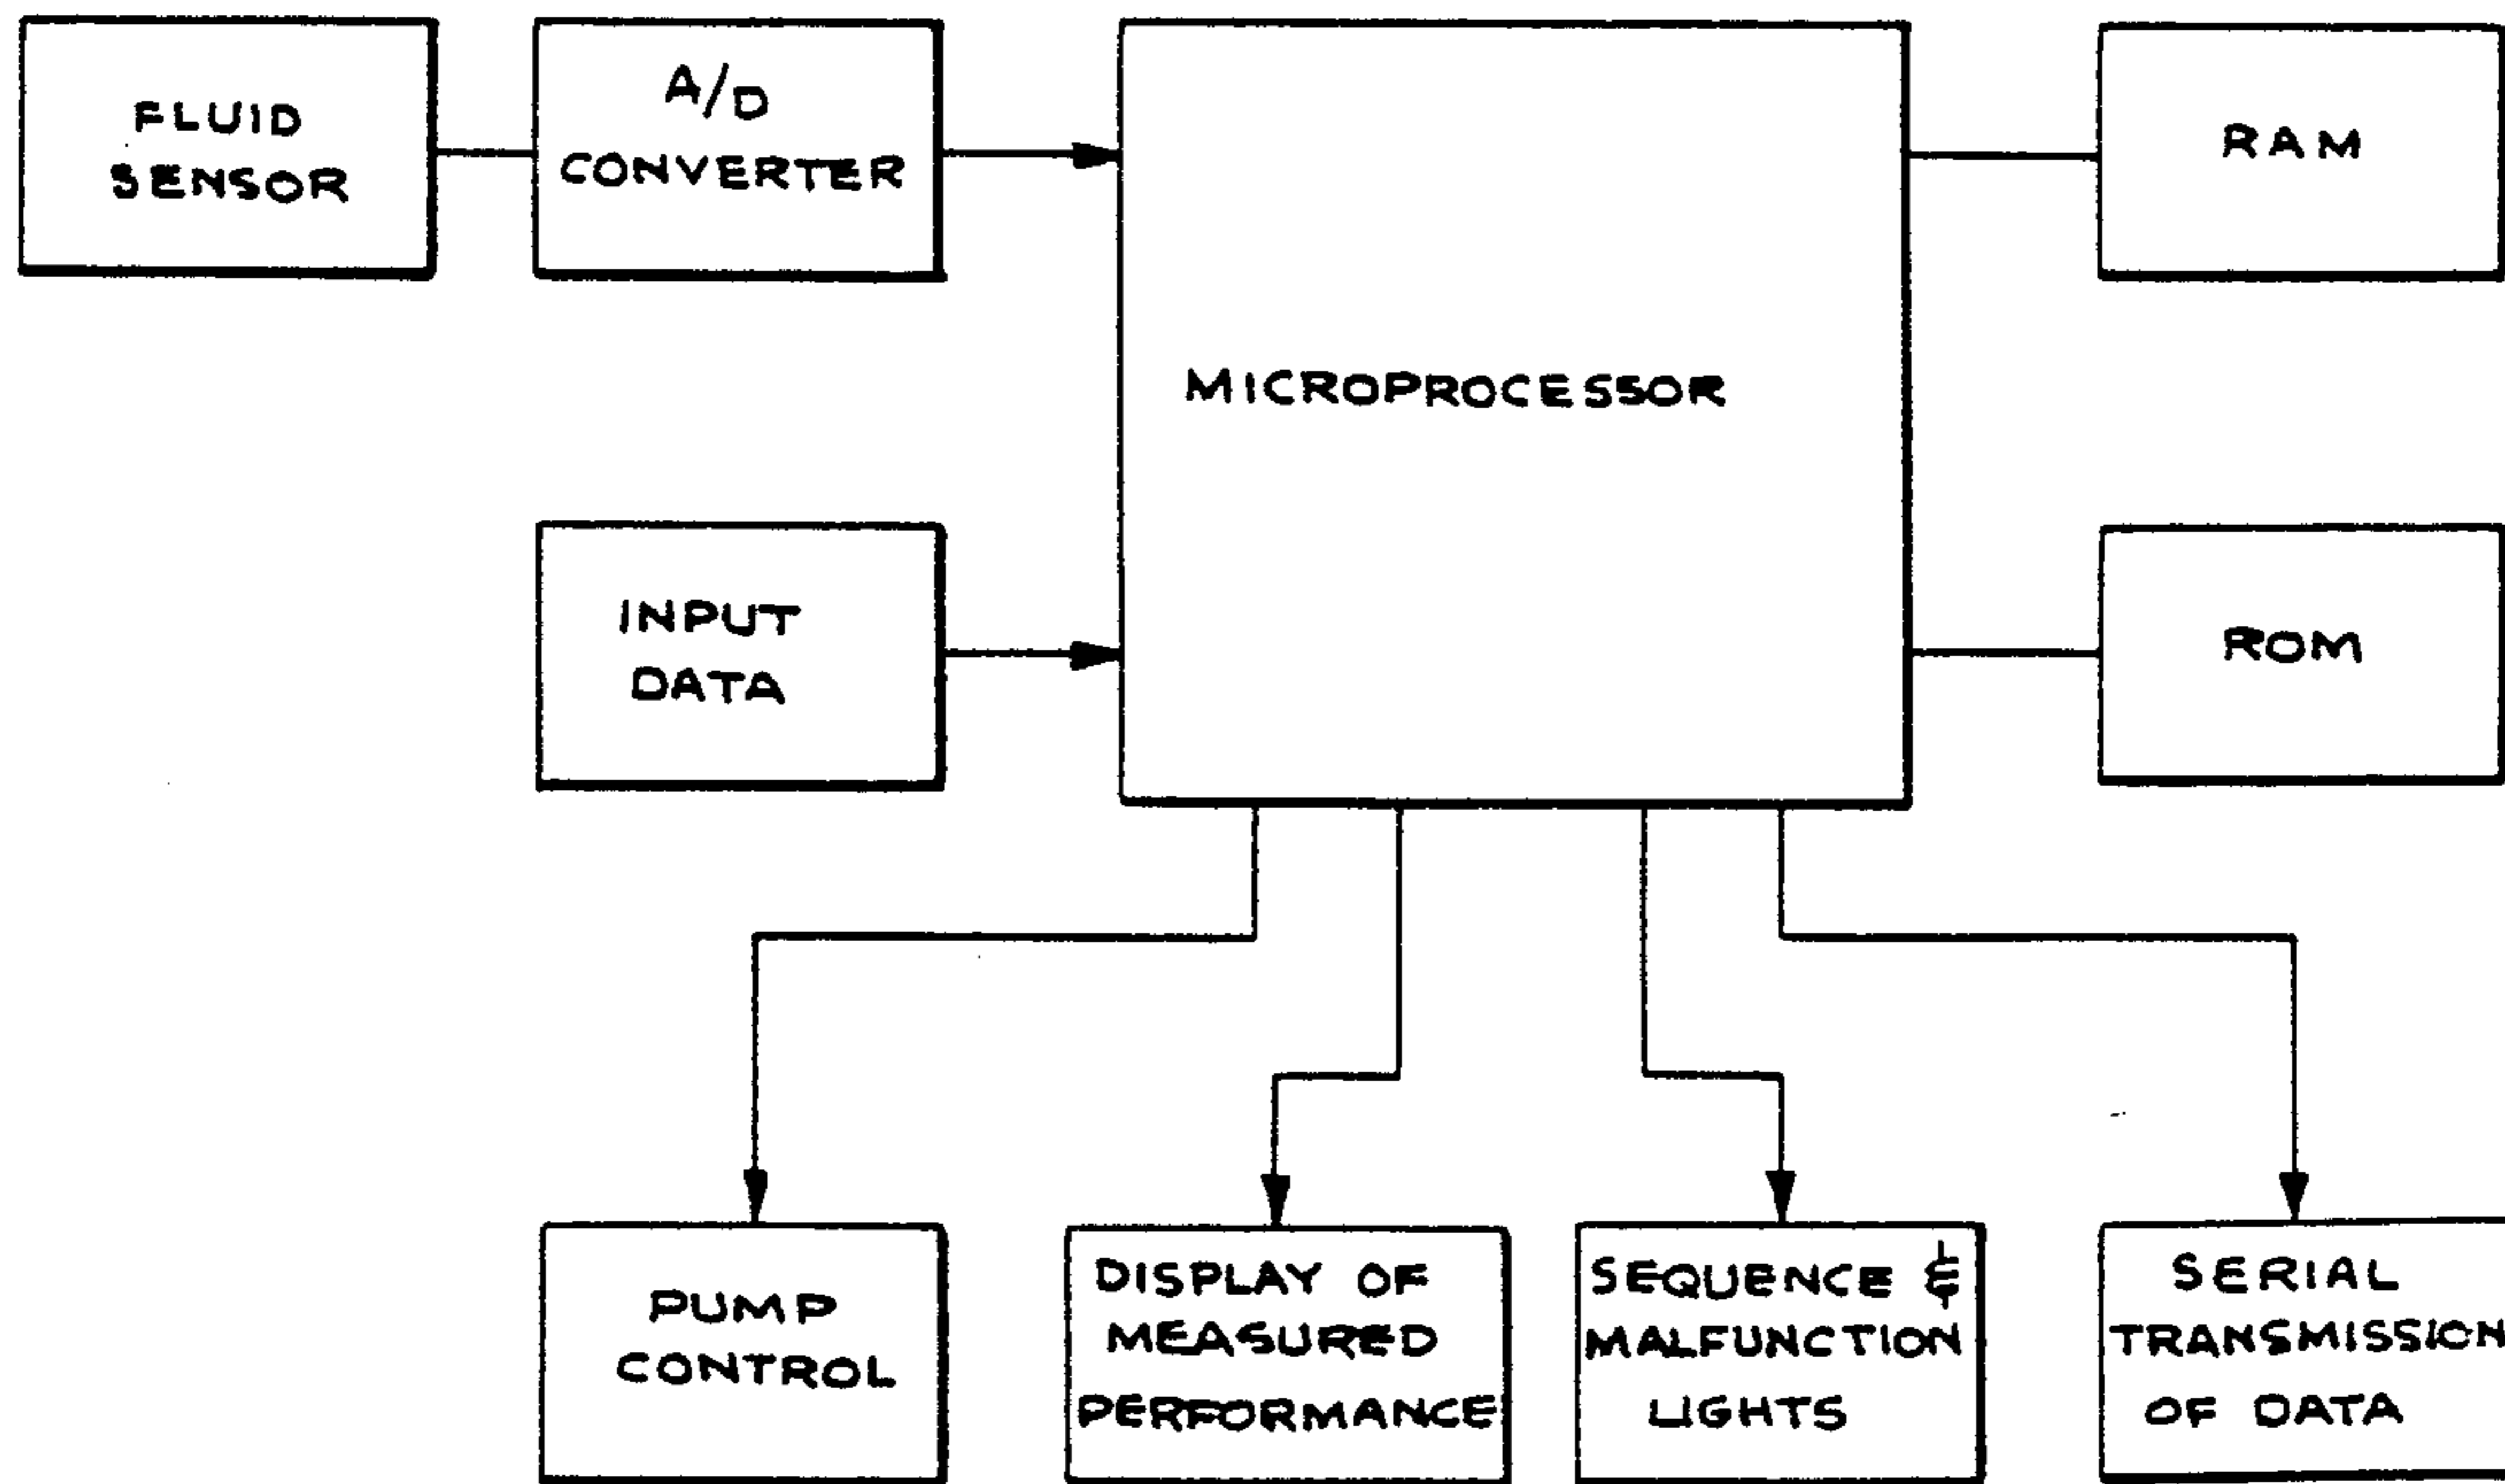 FLUID
SENSOR
A/D
CONVERTER
MICROPROCESSOR
RAM
INPUT
DATA
ROM
PUMP
CONTROL
DISPLAY OF
MEASURED
PERFORMANCE
SEQUENCE &
MALFUNCTION
LIGHTS
SERIAL
TRANSMISSION
OF DATA